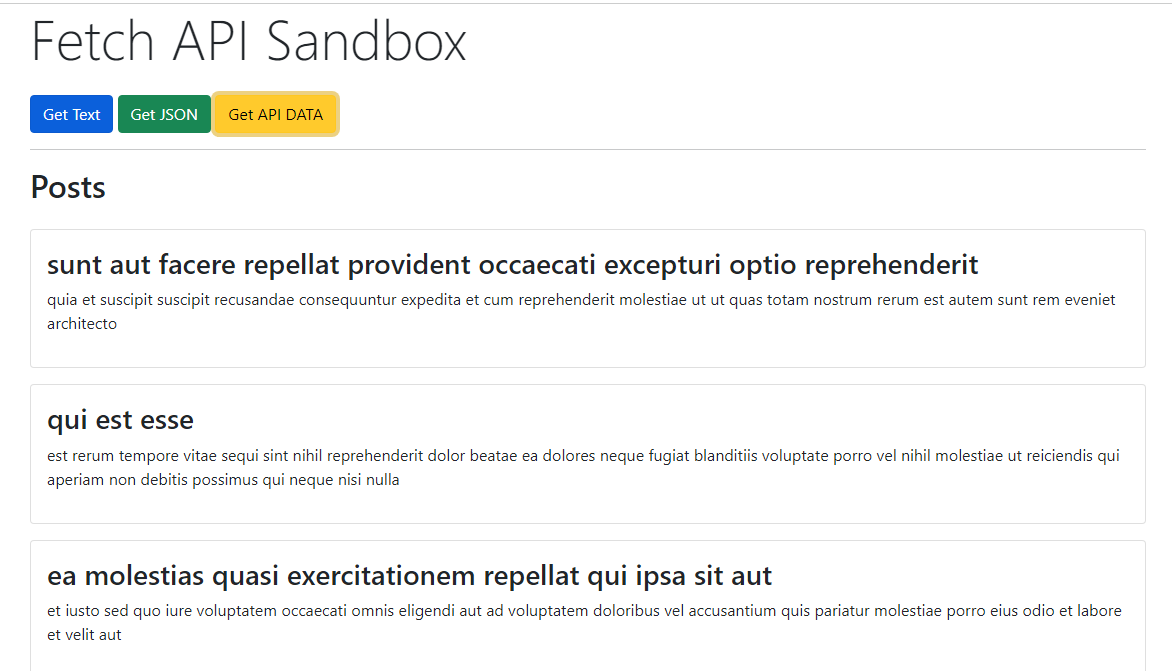 Fetch API Sandbox
Get Text Get JSON Get API DATA
Posts
sunt aut facere repellat provident occaecati excepturi optio reprehenderit
quia et suscipit suscipit recusandae consequuntur expedita et cum reprehenderit molestiae ut ut quas totam nostrum rerum est autem sunt rem eveniet
architecto
qui est esse
est rerum tempore vitae sequi sint nihil reprehenderit dolor beatae ea dolores neque fugiat blanditiis voluptate porro vel nihil molestiae ut reiciendis qui
aperiam non debitis possimus qui neque nisi nulla
ea molestias quasi exercitationem repellat qui ipsa sit aut
et iusto sed quo iure voluptatem occaecati omnis eligendi aut ad voluptatem doloribus vel accusantium quis pariatur molestiae porro eius odio et labore
et velit aut